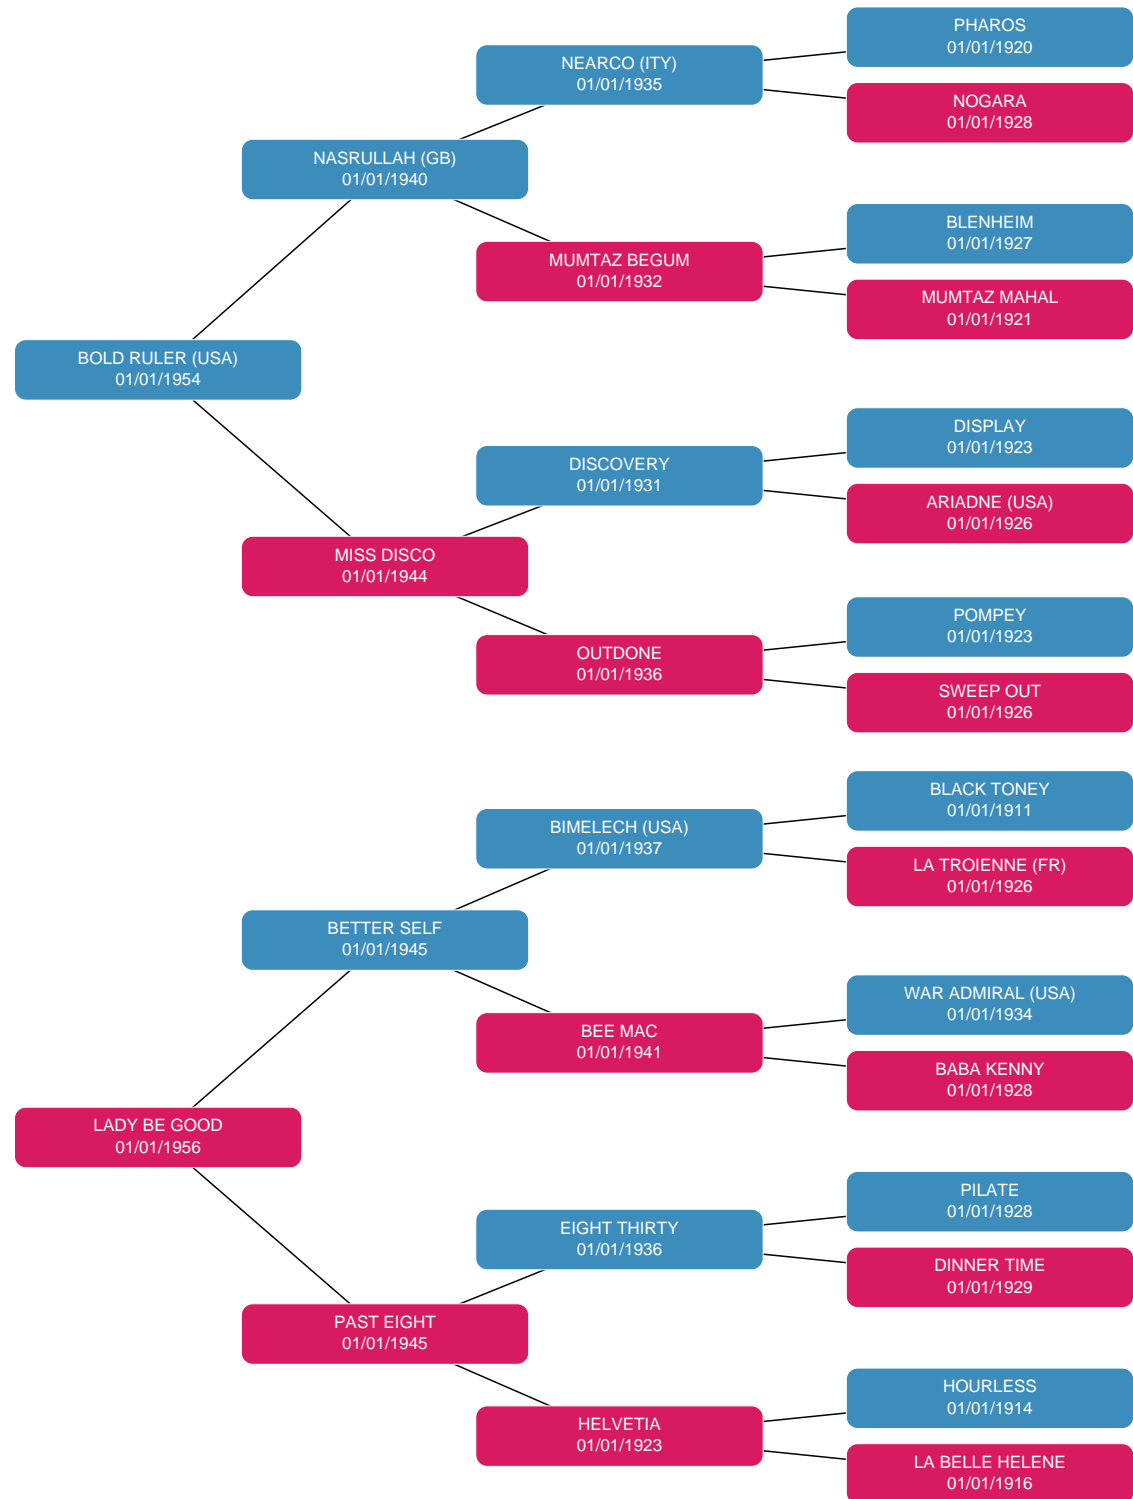 PHAROS
01/01/1920
NEARCO (ITY)
01/01/1935
NOGARA
01/01/1928
NASRULLAH (GB)
01/01/1940
BLENHEIM
01/01/1927
MUMTAZ BEGUM
01/01/1932
MUMTAZ MAHAL
01/01/1921
BOLD RULER (USA)
01/01/1954
DISPLAY
01/01/1923
DISCOVERY
01/01/1931
ARIADNE (USA)
01/01/1926
MISS DISCO
01/01/1944
POMPEY
01/01/1923
OUTDONE
01/01/1936
SWEEP OUT
01/01/1926
BLACK TONEY
01/01/1911
BIMELECH (USA)
01/01/1937
LA TROIENNE (FR)
01/01/1926
BETTER SELF
01/01/1945
WAR ADMIRAL (USA)
01/01/1934
BEE MAC
01/01/1941
BABA KENNY
01/01/1928
LADY BE GOOD
01/01/1956
PILATE
01/01/1928
EIGHT THIRTY
01/01/1936
DINNER TIME
01/01/1929
PAST EIGHT
01/01/1945
HOURLESS
01/01/1914
HELVETIA
01/01/1923
LA BELLE HELENE
01/01/1916